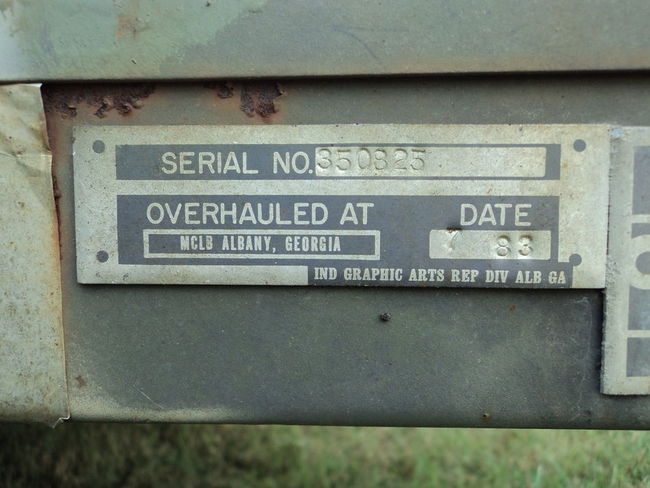 SERIAL NO. 350825
OVERHAULED AT DATE
MCLB ALBANY, GEORGIA 7 83
IND GRAPHIC ARTS REP DIV ALB GA